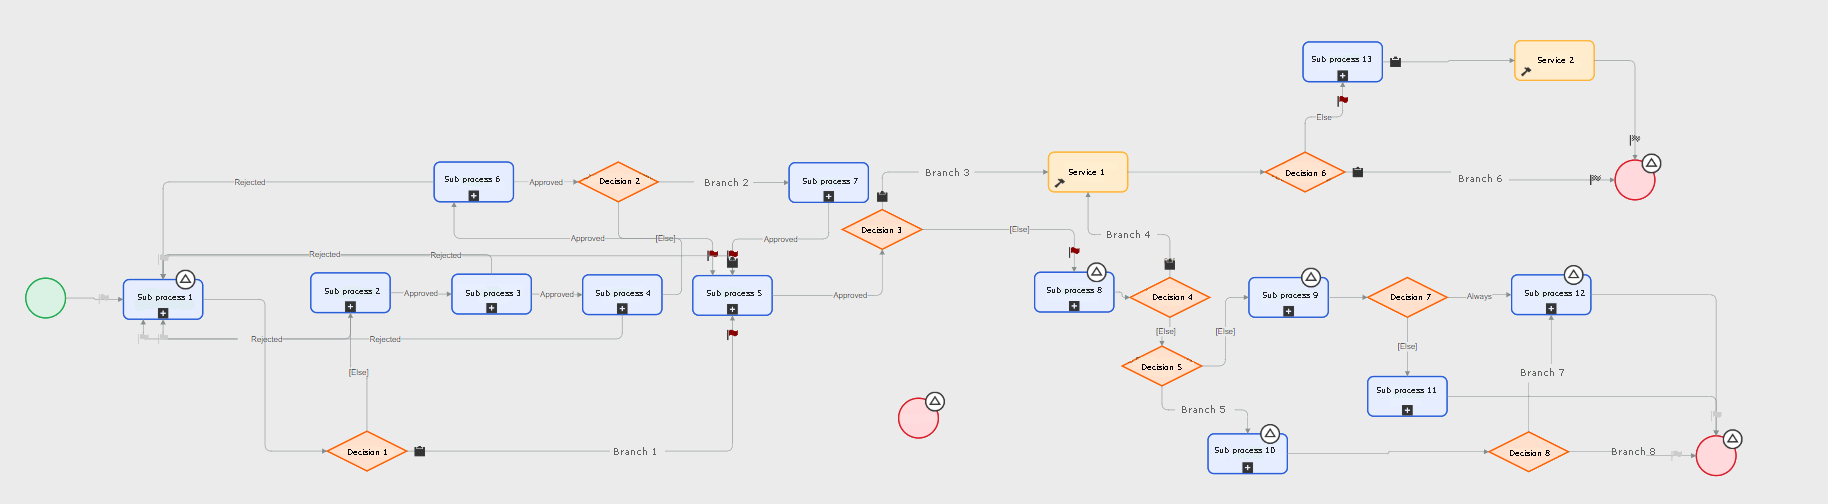 Sub process 13
Service 2
Else
Sub process 6
Rejected
Approved
Decision 2
Branch 2
Sub process 7
Branch 3
Service 1
Decision 6
Branch 6
Approved
[Else]
Approved
Decision 3
[Else]
Branch 4
Rejected
Rejected
Sub process 1
Sub process 2
Approved
Sub process 3
Approved
Sub process 4
Sub process 5
Approved
Sub process 8
Decision 4
Sub process 9
Decision 7
Always
Sub process 12
Rejected
Rejected
[Else]
[Else]
[Else]
[Else]
Decision 5
Branch 7
Sub process 11
Branch 5
Decision 1
Branch 1
Sub process 10
Decision 8
Branch 8